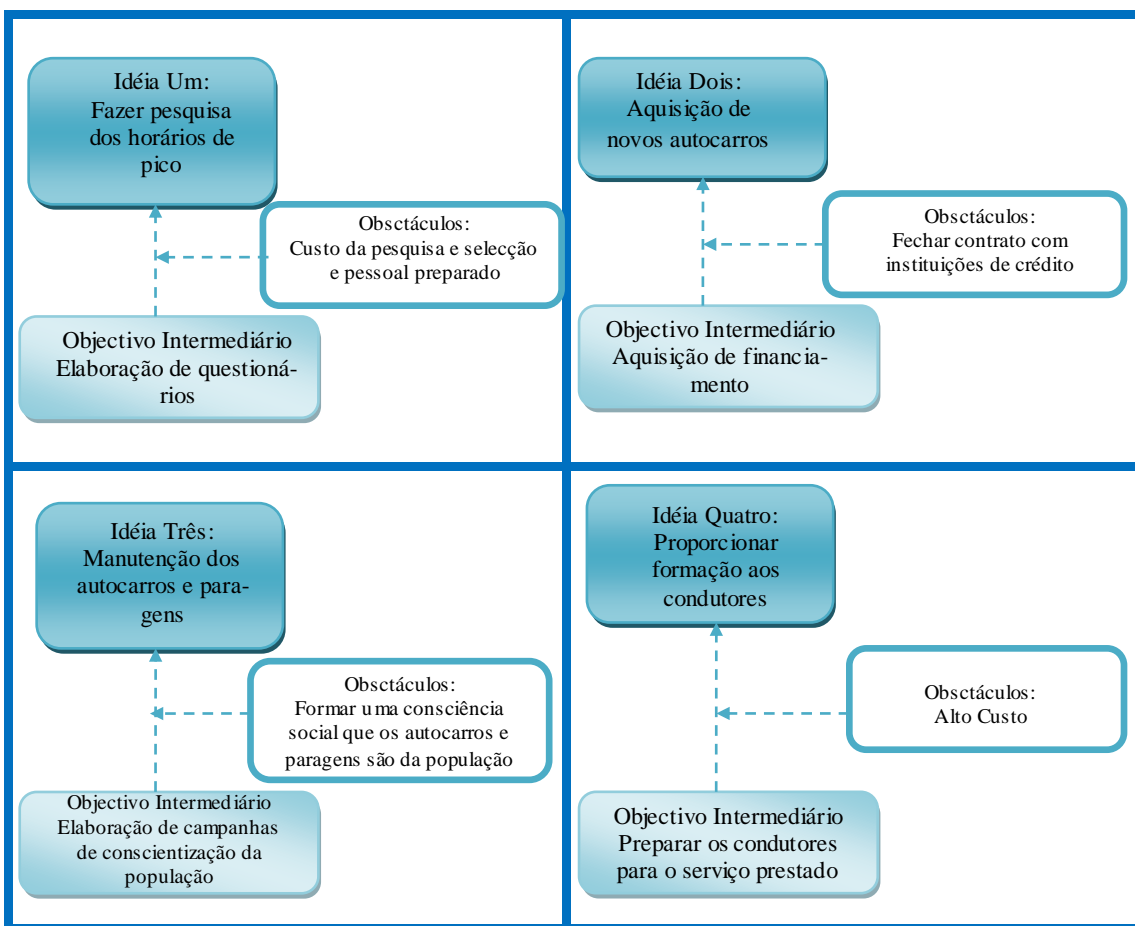 Idéia Um:
Fazer pesquisa
dos horários de
pico
Obsctáculos:
Custo da pesquisa e selecção
e pessoal preparado
Objectivo Intermediário
Elaboração de questioná-
rios
Idéia Dois:
Aquisição de
novos autocarros
Obsctáculos:
Fechar contrato com
instituições de crédito
Objectivo Intermediário
Aquisição de financia-
mento
Idéia Três:
Manutenção dos
autocarros e para-
gens
Obsctáculos:
Formar uma consciência
social que os autocarros e
paragens são da população
Objectivo Intermediário
Elaboração de campanhas
de conscientização da
população
Idéia Quatro:
Proporcionar
formação aos
condutores
Obsctáculos:
Alto Custo
Objectivo Intermediário
Preparar os condutores
para o serviço prestado